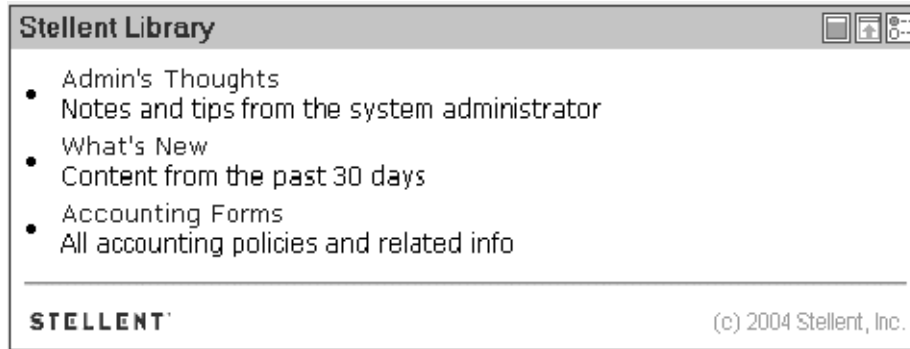 Stellent Library
Admin's Thoughts
Notes and tips from the system administrator
What's New
Content from the past 30 days
Accounting Forms
All accounting policies and related info
STELLENT
(c) 2004 Stellent, Inc.